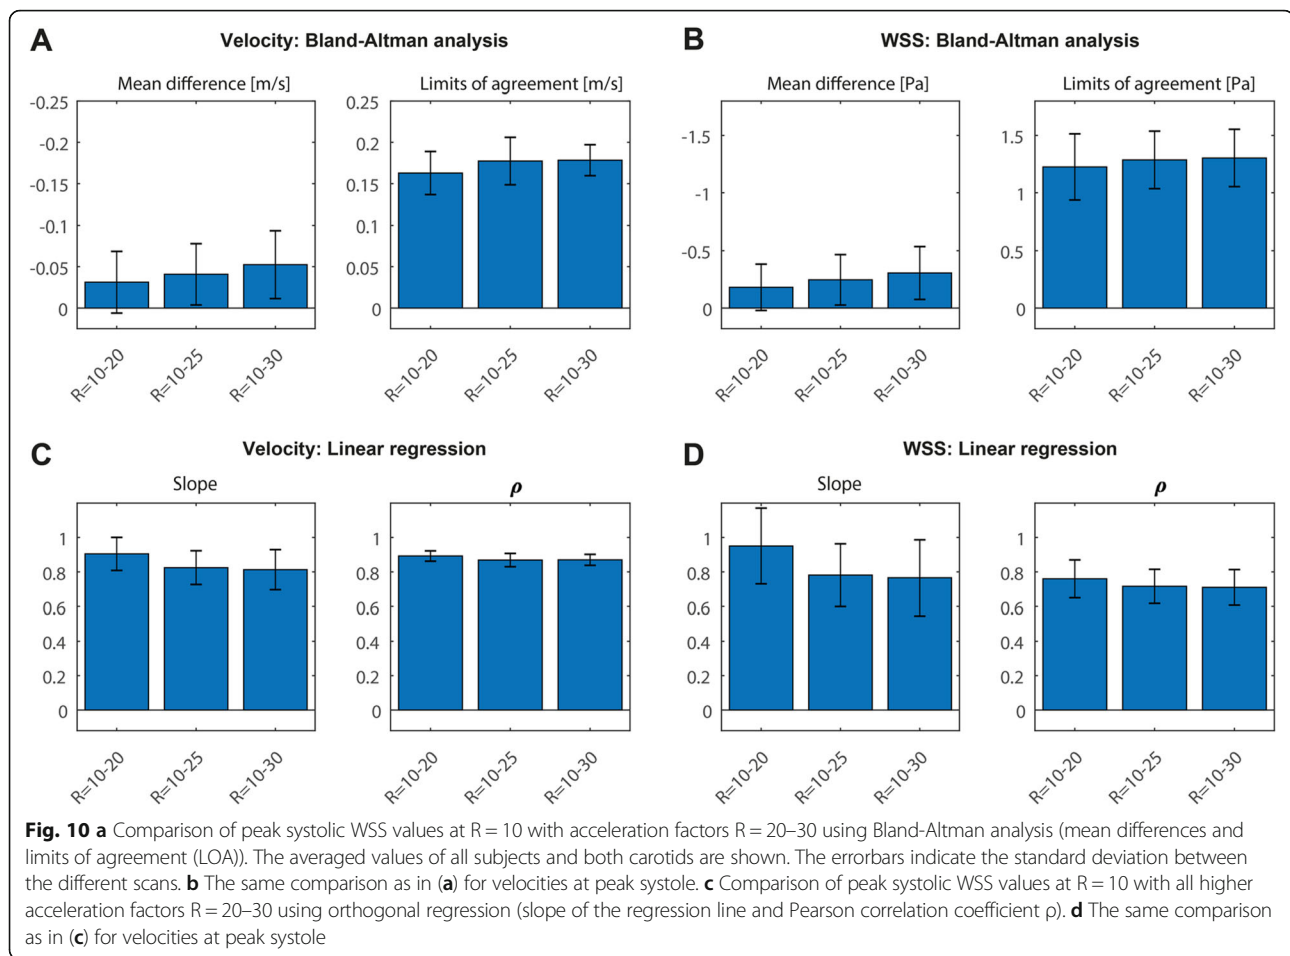 A Velocity: Bland-Altman analysis
Mean difference [m/s]
-0.25
-0.2
-0.15
-0.1
-0.05
0
R=10-20
R=10-25
R=10-30
Limits of agreement [m/s]
0.25
0.2
0.15
0.1
0.05
0
R=10-20
R=10-25
R=10-30
B WSS: Bland-Altman analysis
Mean difference [Pa]
-1.5
-1
-0.5
0
R=10-20
R=10-25
R=10-30
Limits of agreement [Pa]
1.5
1
0.5
0
R=10-20
R=10-25
R=10-30
C Velocity: Linear regression
Slope
1
0.8
0.6
0.4
0.2
0
R=10-20
R=10-25
R=10-30
ρ
1
0.8
0.6
0.4
0.2
0
R=10-20
R=10-25
R=10-30
D WSS: Linear regression
Slope
1
0.8
0.6
0.4
0.2
0
R=10-20
R=10-25
R=10-30
ρ
1
0.8
0.6
0.4
0.2
0
R=10-20
R=10-25
R=10-30
Fig. 10 a Comparison of peak systolic WSS values at R = 10 with acceleration factors R = 20–30 using Bland-Altman analysis (mean differences and
limits of agreement (LOA)). The averaged values of all subjects and both carotids are shown. The errorbars indicate the standard deviation between
the different scans. b The same comparison as in (a) for velocities at peak systole. c Comparison of peak systolic WSS values at R = 10 with all higher
acceleration factors R = 20–30 using orthogonal regression (slope of the regression line and Pearson correlation coefficient ρ). d The same comparison
as in (c) for velocities at peak systole